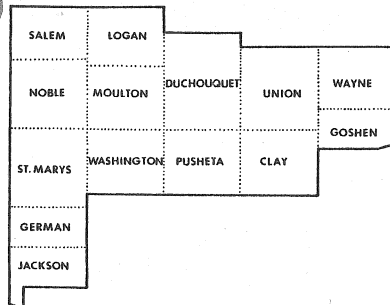 SALEM
LOGAN
NOBLE
MOULTON
DUCHOUQUET
UNION
WAYNE
GOSHEN
ST. MARYS
WASHINGTON
PUSHETA
CLAY
GERMAN
JACKSON